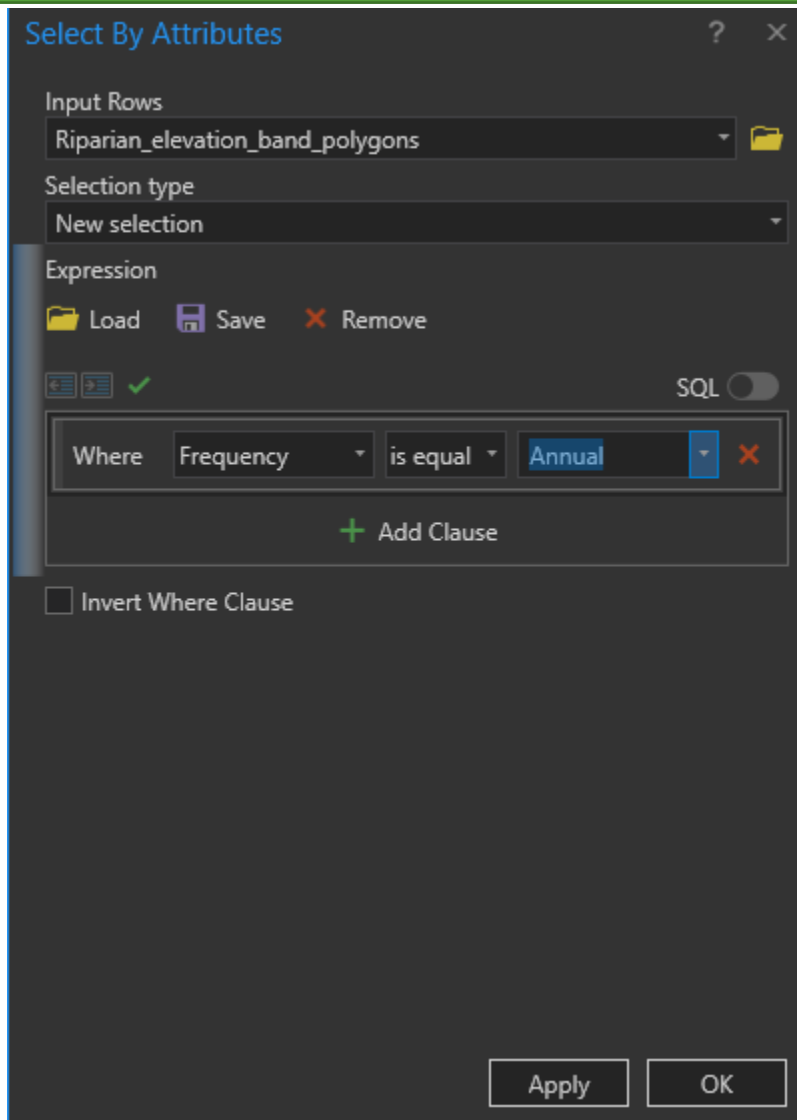 Select By Attributes ? ×
Input Rows
Riparian_elevation_band_polygons
Selection type
New selection
Expression
Load Save Remove
SQL
Where Frequency is equal Annual
+ Add Clause
Invert Where Clause
Apply OK